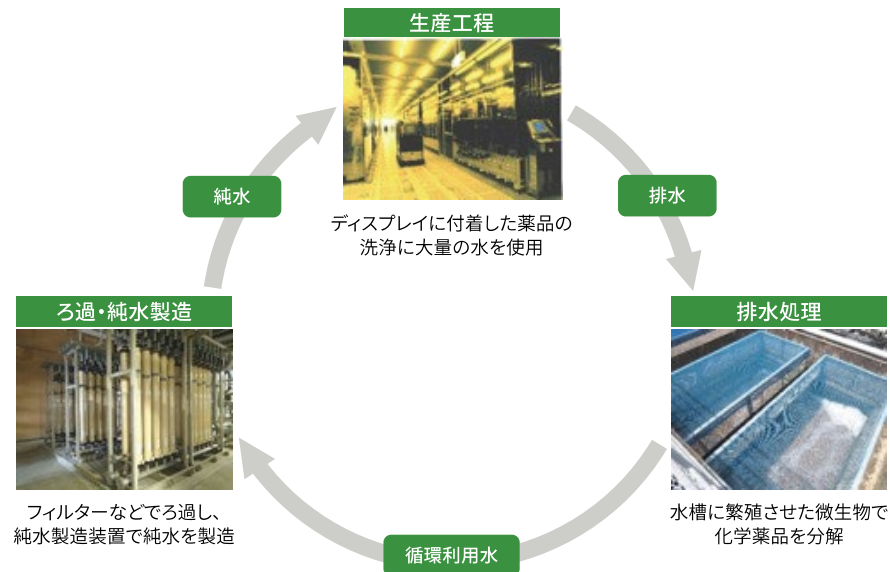 生産工程
ディスプレイに付着した薬品の
洗浄に大量の水を使用
純水
排水
ろ過・純水製造
フィルターなどでろ過し、
純水製造装置で純水を製造
排水処理
水槽に繁殖させた微生物で
化学薬品を分解
循環利用水